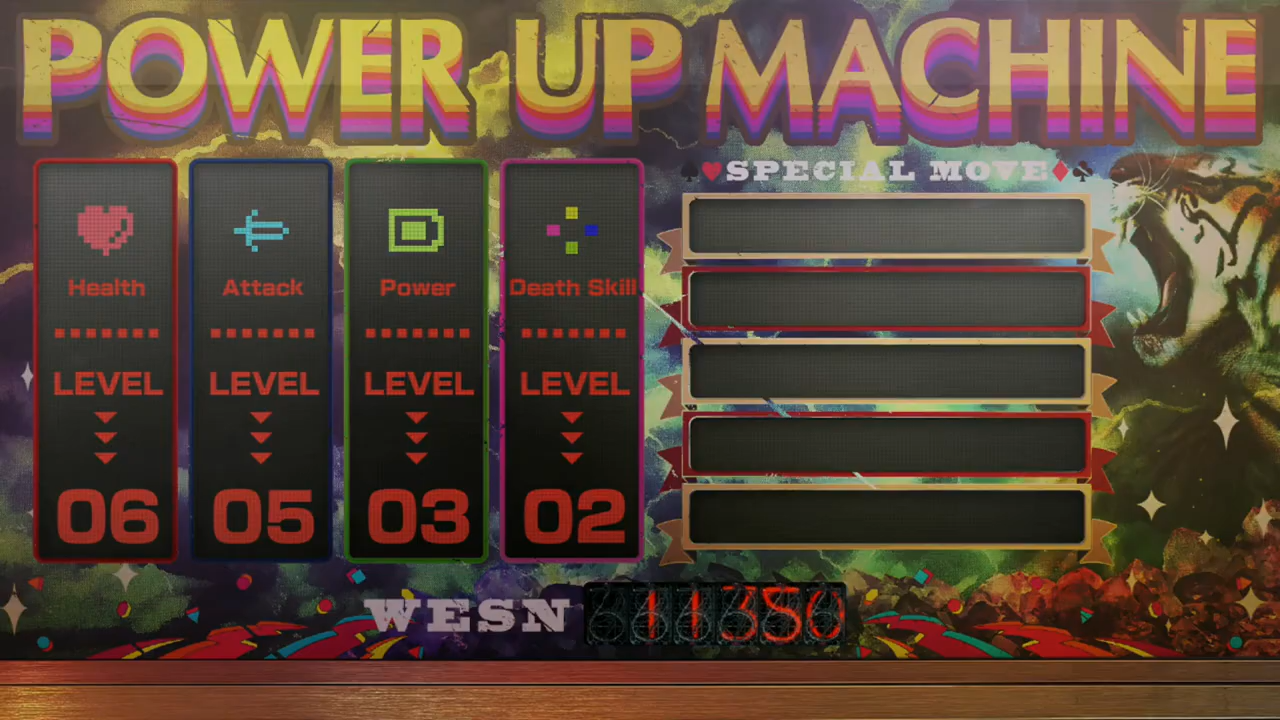 POWER UP MACHINE
SPECIAL MOVE
Health
Attack
Power
Death Skill
LEVEL
LEVEL
LEVEL
LEVEL
06
05
03
02
WESN 11350